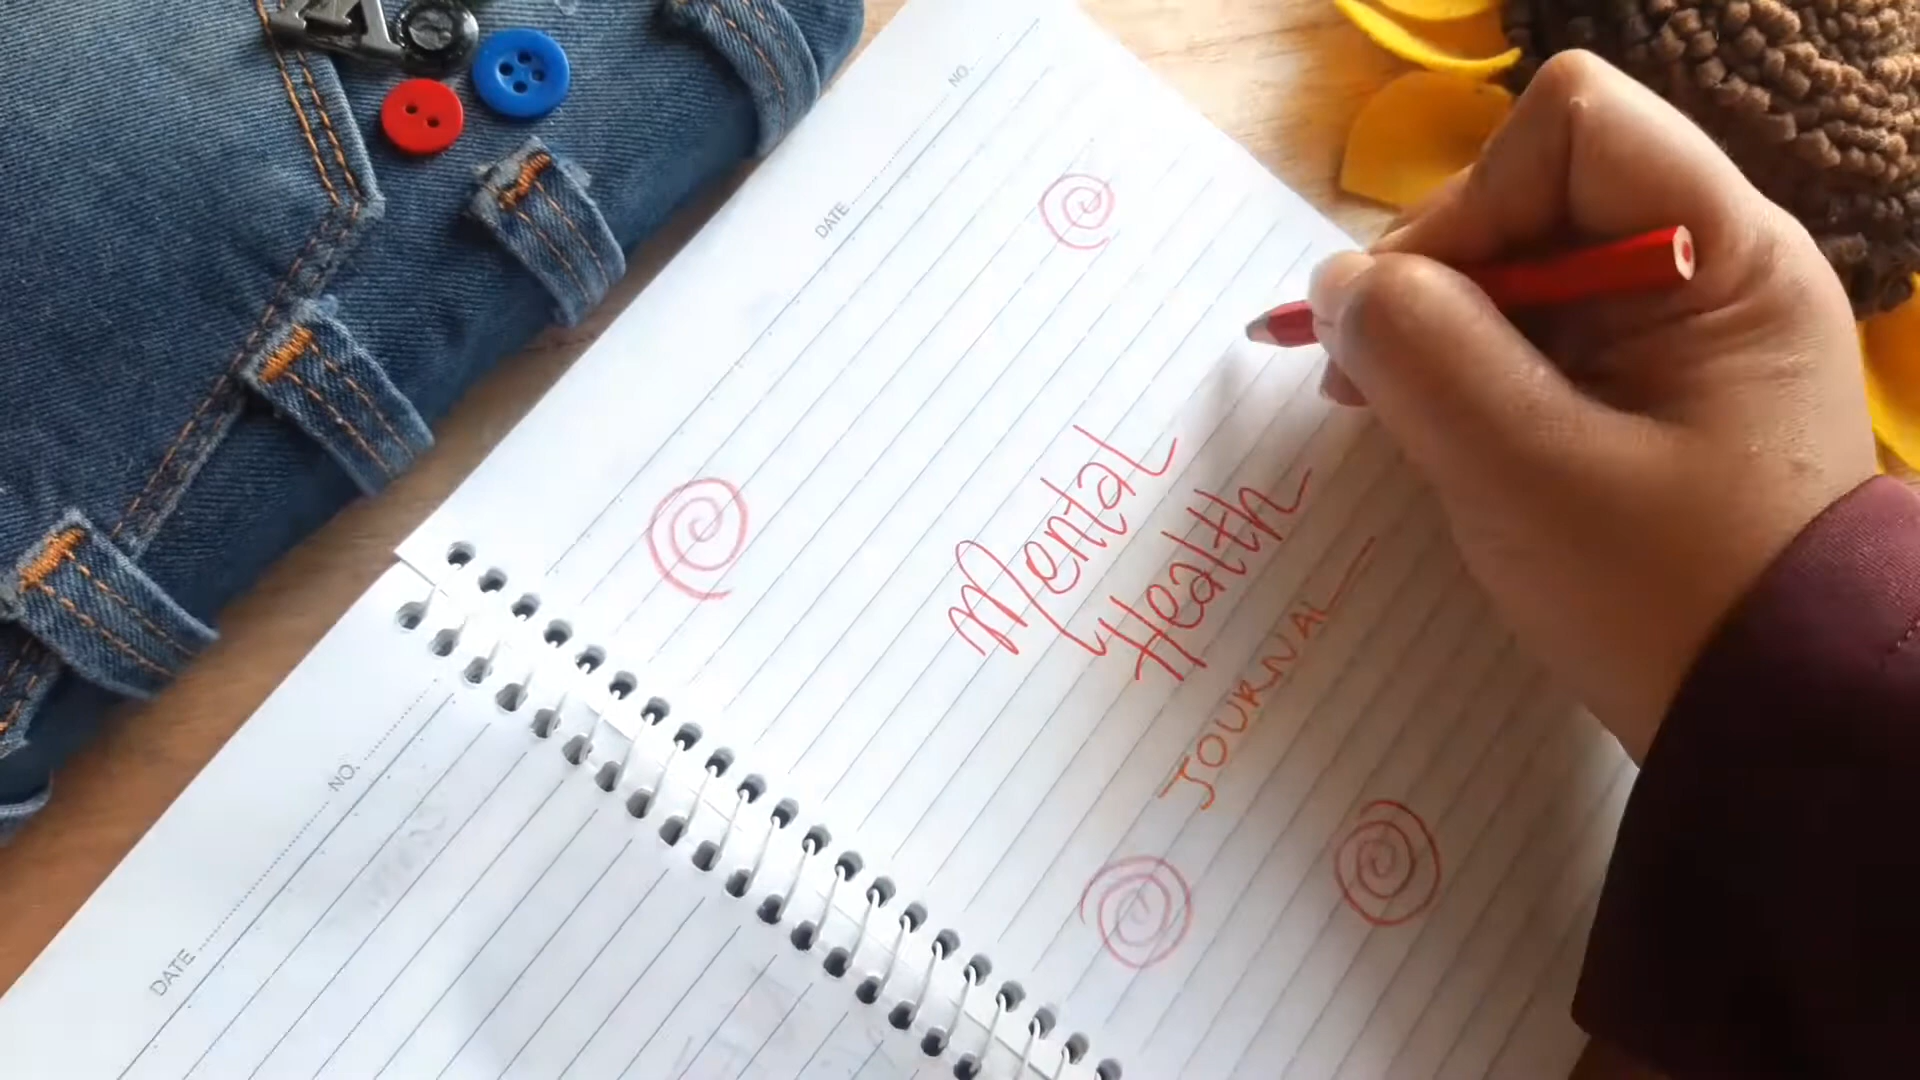 NO.
DATE
Mental
Health
JOURNAL
NO.
DATE